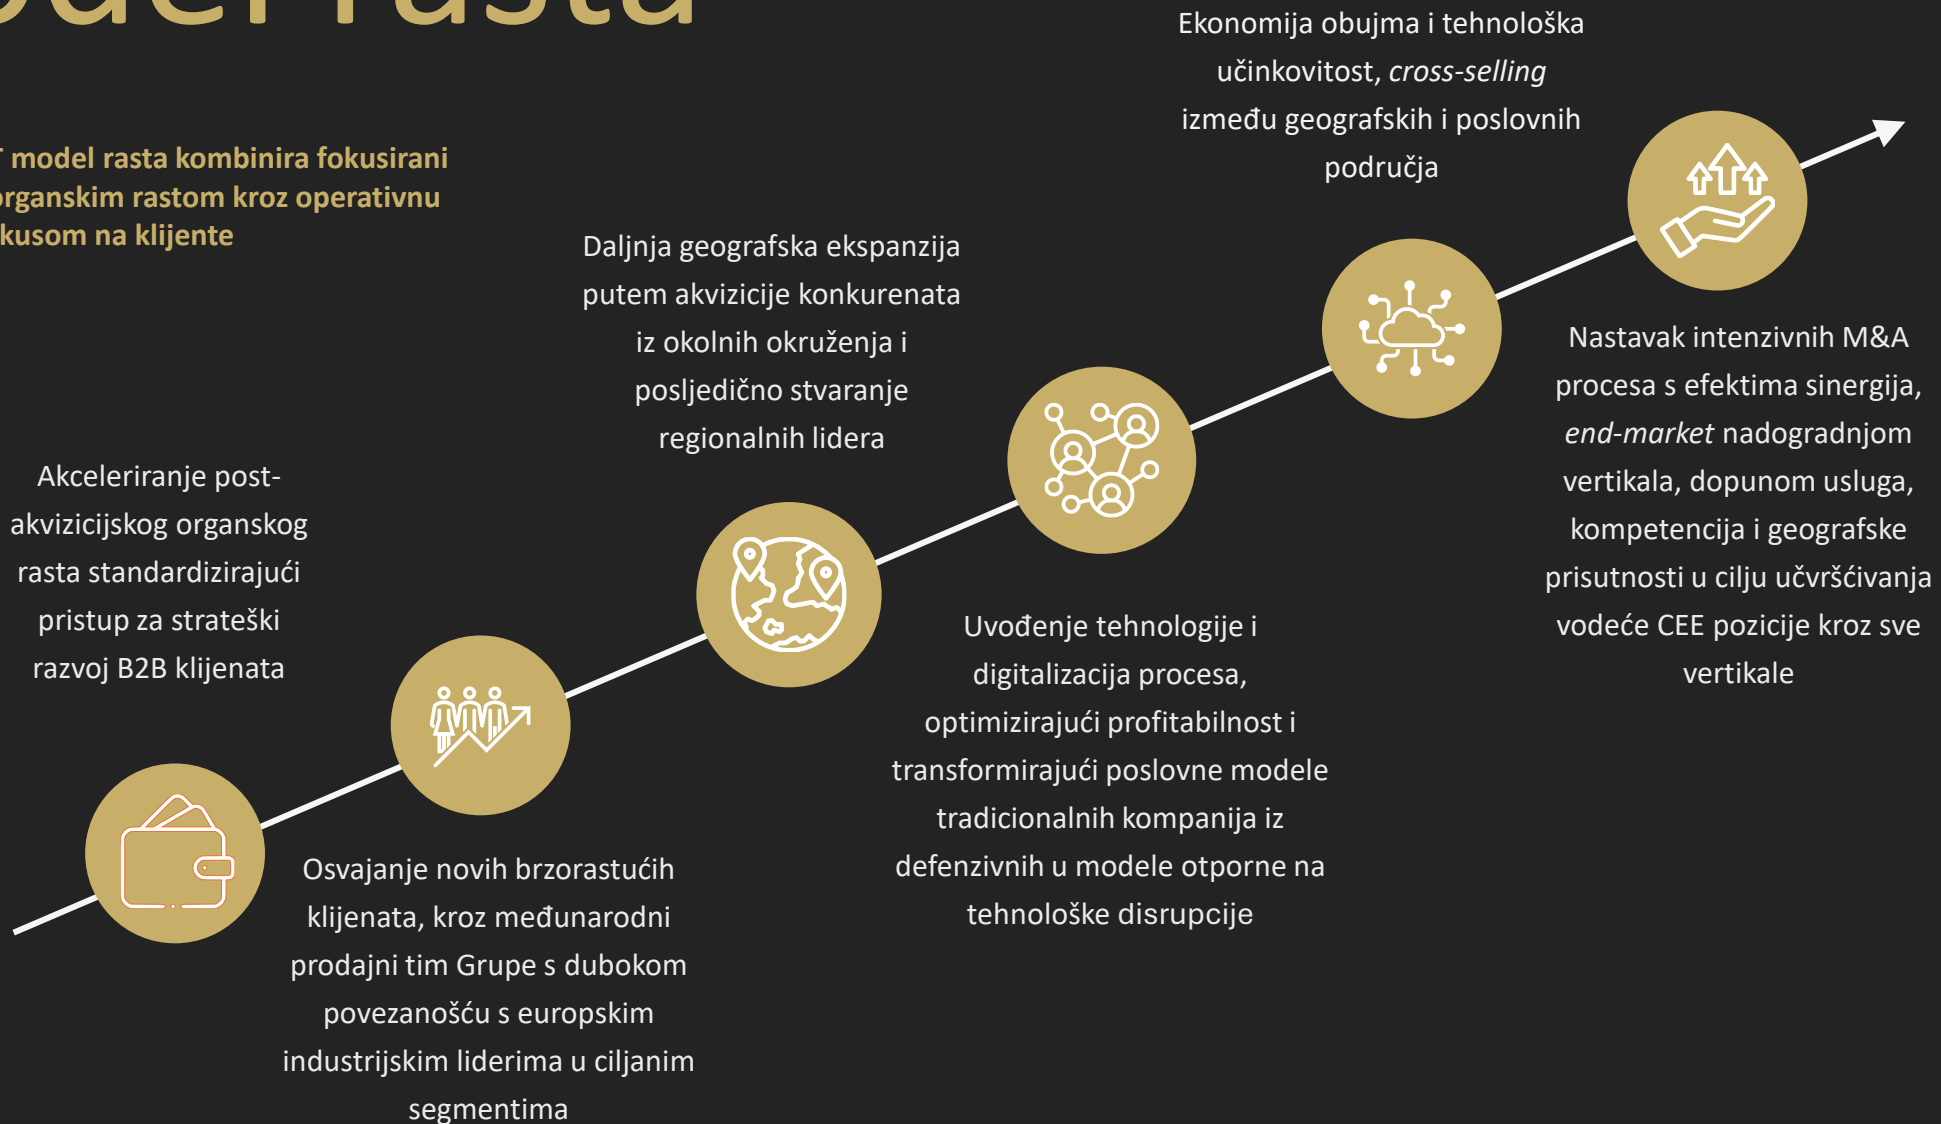 rasta
T model rasta kombinira fokusirani
organskim rastom kroz operativnu
kusom na klijente
Akceleriranje post-
akvizicijskog organskog
rasta standardizirajući
pristup za strateški
razvoj B2B klijenata
Osvajanje novih brzorastućih
klijenata, kroz međunarodni
prodajni tim Grupe s dubokom
povezanošću s europskim
industrijskim liderima u ciljanim
segmentima
Daljnja geografska ekspanzija
putem akvizicije konkurenata
iz okolnih okruženja i
posljedično stvaranje
regionalnih lidera
Uvođenje tehnologije i
digitalizacija procesa,
optimizirajući profitabilnost i
transformirajući poslovne modele
tradicionalnih kompanija iz
defenzivnih u modele otporne na
tehnološke disrupcije
Ekonomija obujma i tehnološka
učinkovitost, cross-selling
između geografskih i poslovnih
područja
Nastavak intenzivnih M&A
procesa s efektima sinergija,
end-market nadogradnjom
vertikala, dopunom usluga,
kompetencija i geografske
prisutnosti u cilju učvršćivanja
vodeće CEE pozicije kroz sve
vertikale